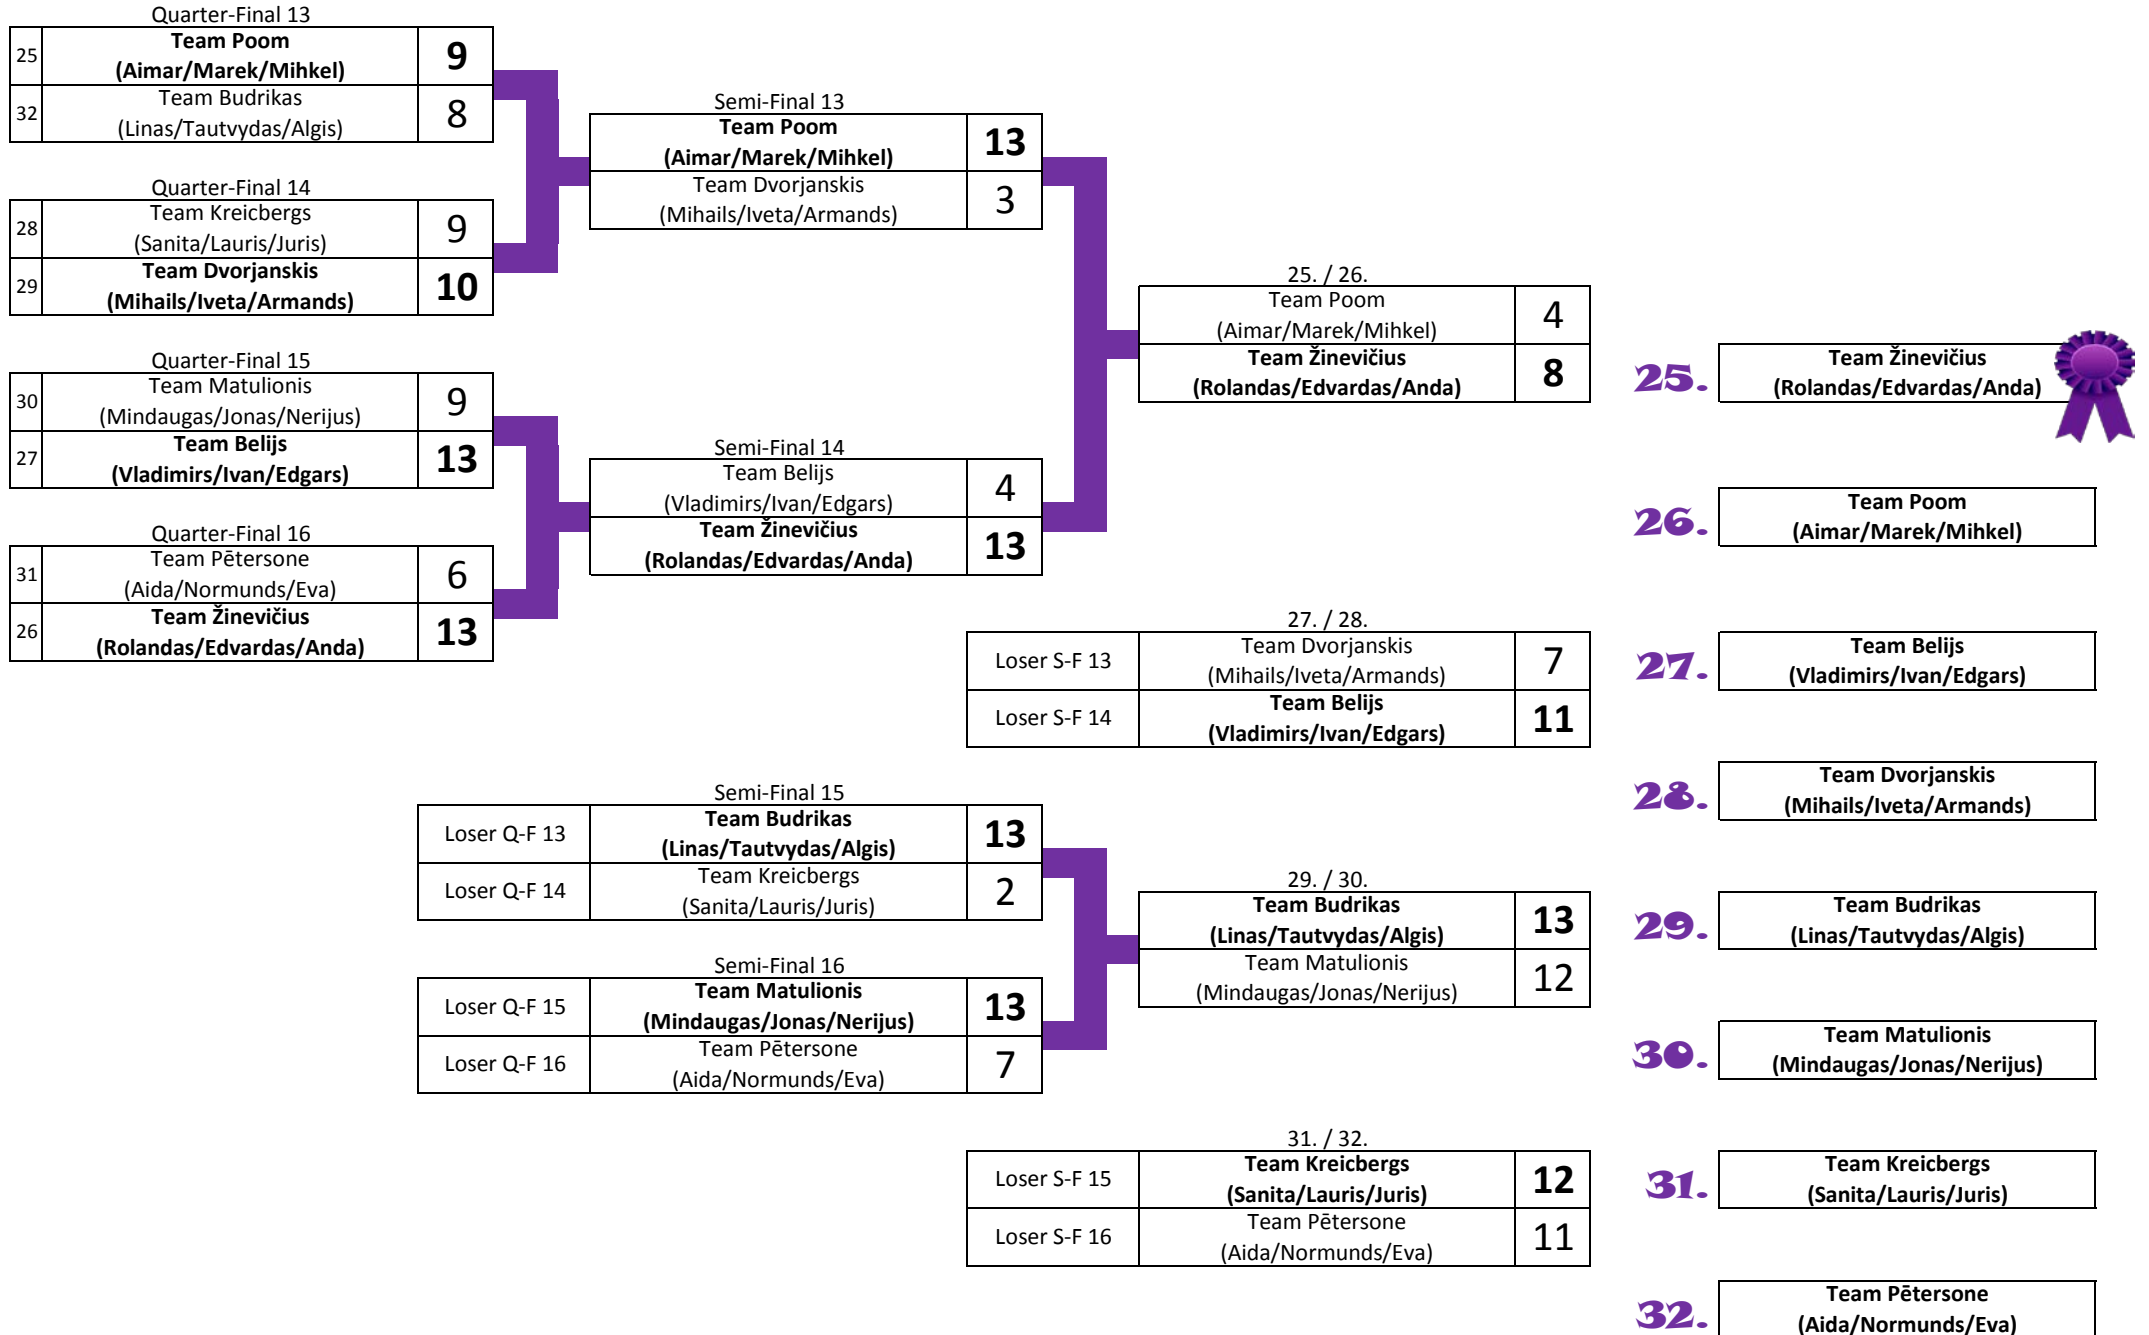 Quarter-Final 13
25
Team Poom
(Aimar/Marek/Mihkel)
9
32
Team Budrikas
(Linas/Tautvydas/Algis)
8
Quarter-Final 14
28
Team Kreicbergs
(Sanita/Lauris/Juris)
9
29
Team Dvorjanskis
(Mihails/Iveta/Armands)
10
Quarter-Final 15
30
Team Matulionis
(Mindaugas/Jonas/Nerijus)
9
27
Team Belijs
(Vladimirs/Ivan/Edgars)
13
Quarter-Final 16
31
Team Pētersone
(Aida/Normunds/Eva)
6
26
Team Žinevičius
(Rolandas/Edvardas/Anda)
13
Semi-Final 13
Team Poom
(Aimar/Marek/Mihkel)
13
Team Dvorjanskis
(Mihails/Iveta/Armands)
3
Semi-Final 14
Team Belijs
(Vladimirs/Ivan/Edgars)
4
Team Žinevičius
(Rolandas/Edvardas/Anda)
13
25. / 26.
Team Poom
(Aimar/Marek/Mihkel)
4
Team Žinevičius
(Rolandas/Edvardas/Anda)
8
27. / 28.
Loser S-F 13
Team Dvorjanskis
(Mihails/Iveta/Armands)
7
Loser S-F 14
Team Belijs
(Vladimirs/Ivan/Edgars)
11
Semi-Final 15
Loser Q-F 13
Team Budrikas
(Linas/Tautvydas/Algis)
13
Loser Q-F 14
Team Kreicbergs
(Sanita/Lauris/Juris)
2
Semi-Final 16
Loser Q-F 15
Team Matulionis
(Mindaugas/Jonas/Nerijus)
13
Loser Q-F 16
Team Pētersone
(Aida/Normunds/Eva)
7
29. / 30.
Team Budrikas
(Linas/Tautvydas/Algis)
13
Team Matulionis
(Mindaugas/Jonas/Nerijus)
12
31. / 32.
Loser S-F 15
Team Kreicbergs
(Sanita/Lauris/Juris)
12
Loser S-F 16
Team Pētersone
(Aida/Normunds/Eva)
11
25.
Team Žinevičius
(Rolandas/Edvardas/Anda)
26.
Team Poom
(Aimar/Marek/Mihkel)
27.
Team Belijs
(Vladimirs/Ivan/Edgars)
28.
Team Dvorjanskis
(Mihails/Iveta/Armands)
29.
Team Budrikas
(Linas/Tautvydas/Algis)
30.
Team Matulionis
(Mindaugas/Jonas/Nerijus)
31.
Team Kreicbergs
(Sanita/Lauris/Juris)
32.
Team Pētersone
(Aida/Normunds/Eva)